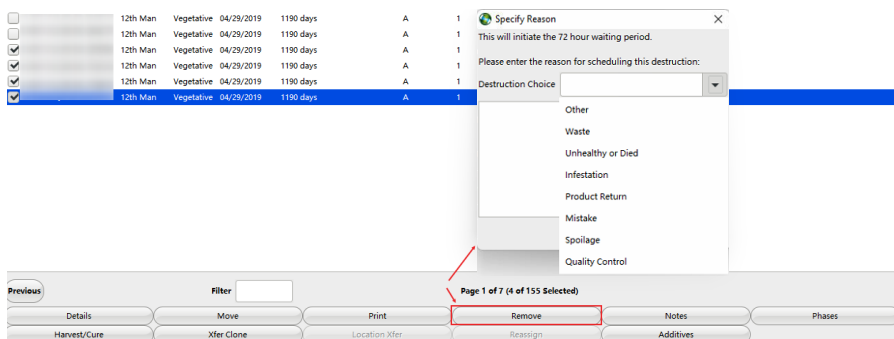 12th Man Vegetative 04/29/2019 1190 days A 1
12th Man Vegetative 04/29/2019 1190 days A 1
12th Man Vegetative 04/29/2019 1190 days A 1
12th Man Vegetative 04/29/2019 1190 days A 1
12th Man Vegetative 04/29/2019 1190 days A 1
12th Man Vegetative 04/29/2019 1190 days A 1
Specify Reason
This will initiate the 72 hour waiting period.
Please enter the reason for scheduling this destruction:
Destruction Choice
Other
Waste
Unhealthy or Died
Infestation
Product Return
Mistake
Spoilage
Quality Control
Previous Filter Page 1 of 7 (4 of 155 Selected)
Details Move Print Remove Notes Phases
Harvest/Cure Xfer Clone Location Xfer Reassign Additives